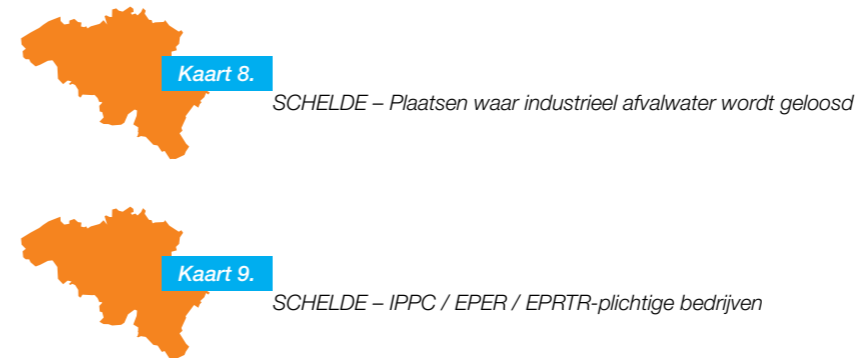 Kaart 8.
SCHELDE – Plaatsen waar industrieel afvalwater wordt geloosd
Kaart 9.
SCHELDE – IPPC / EPER / EPRTR-plichtige bedrijven